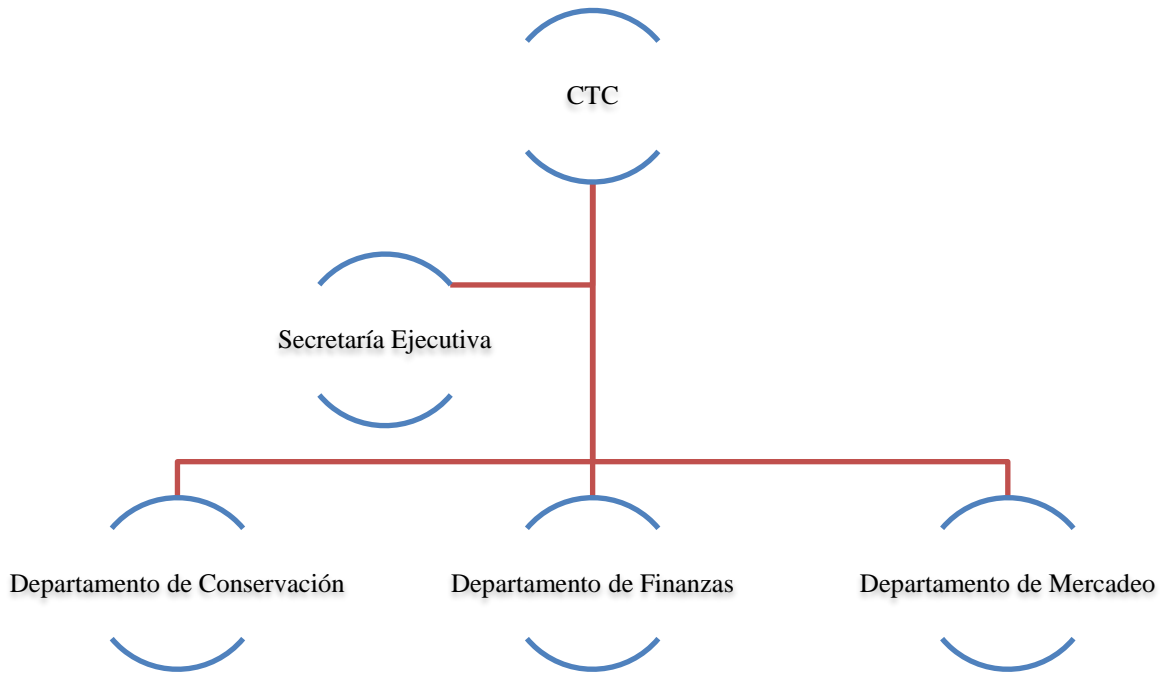 CTC
Secretaría Ejecutiva
Departamento de Conservación
Departamento de Finanzas
Departamento de Mercadeo